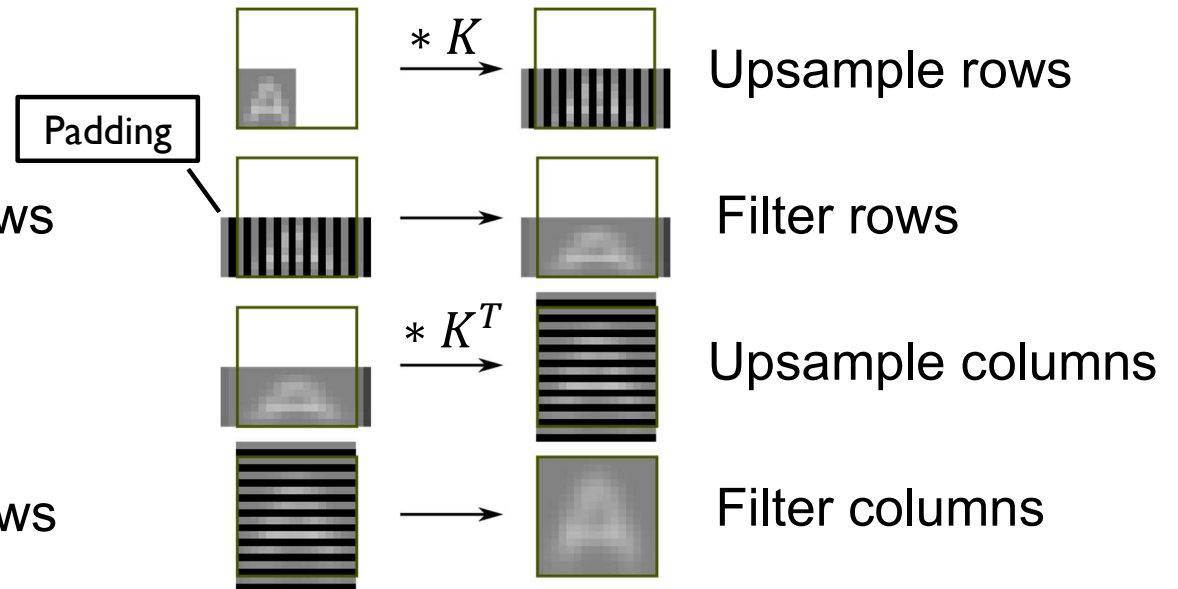 * K
Upsample rows
Padding
ws
Filter rows
* K^T
Upsample columns
ws
Filter columns